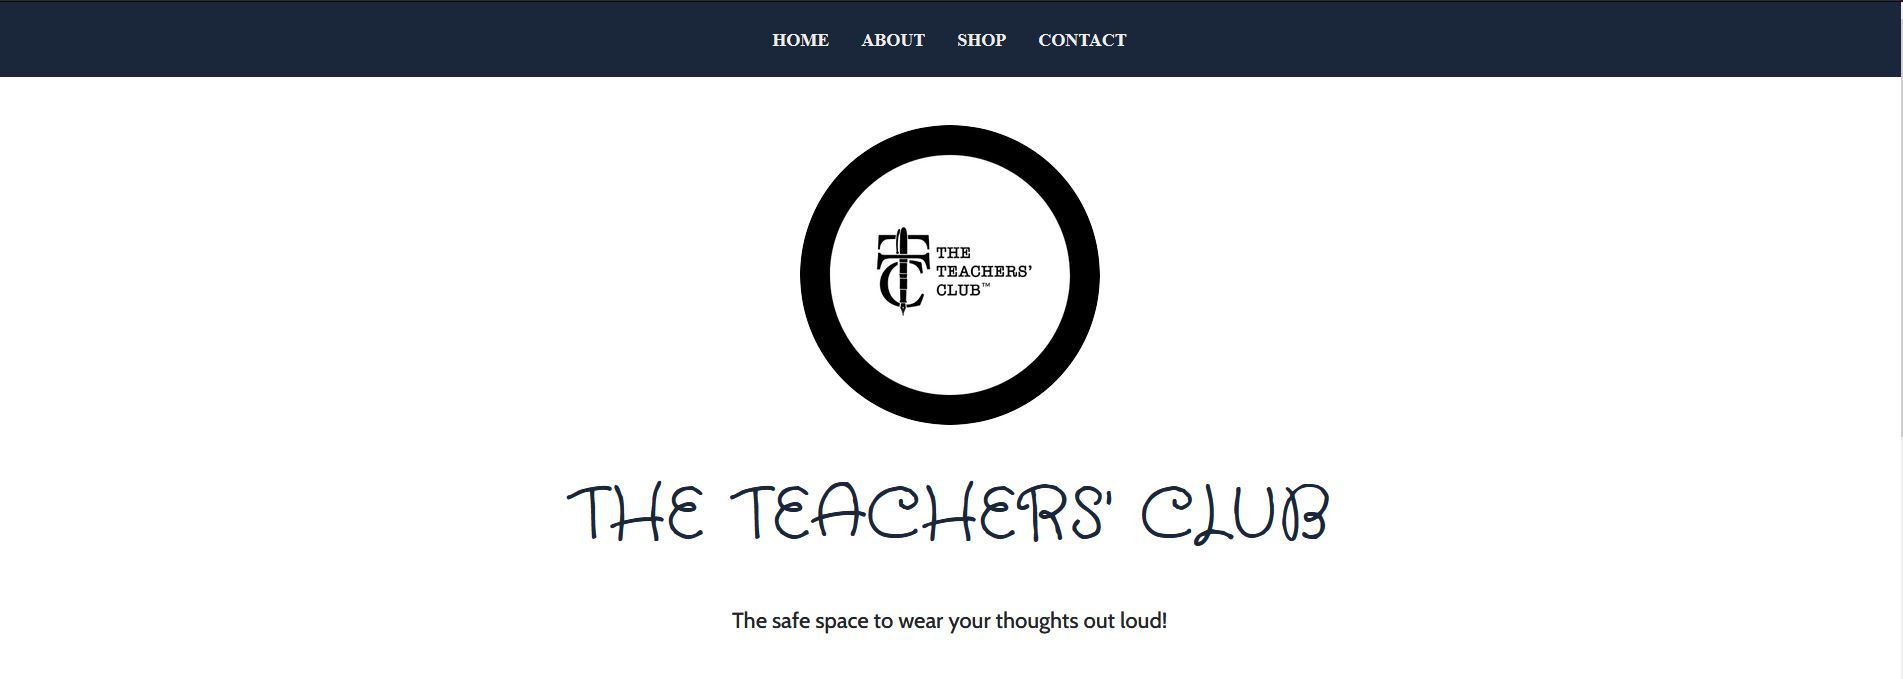 HOME ABOUT SHOP CONTACT
TC THE
TEACHERS'
CLUB™
THE TEACHERS' CLUB
The safe space to wear your thoughts out loud!